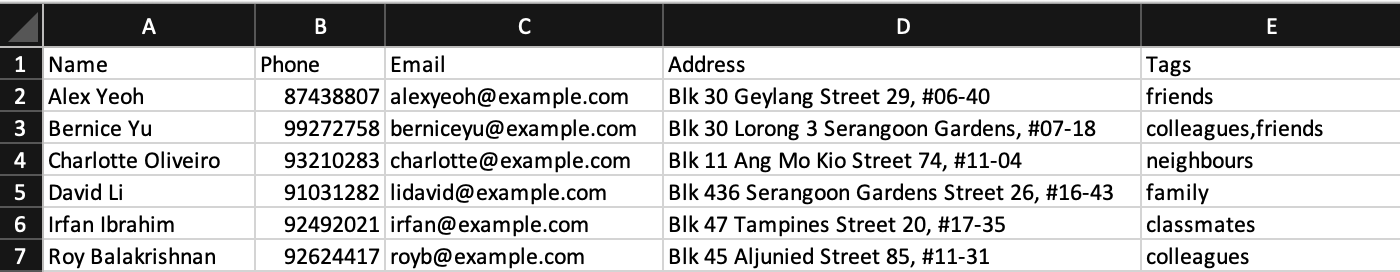 A B C D E
1 Name Phone Email Address Tags
2 Alex Yeoh 87438807 alexyeoh@example.com Blk 30 Geylang Street 29, #06-40 friends
3 Bernice Yu 99272758 berniceyu@example.com Blk 30 Lorong 3 Serangoon Gardens, #07-18 colleagues,friends
4 Charlotte Oliveiro 93210283 charlotte@example.com Blk 11 Ang Mo Kio Street 74, #11-04 neighbours
5 David Li 91031282 lidavid@example.com Blk 436 Serangoon Gardens Street 26, #16-43 family
6 Irfan Ibrahim 92492021 irfan@example.com Blk 47 Tampines Street 20, #17-35 classmates
7 Roy Balakrishnan 92624417 royb@example.com Blk 45 Aljunied Street 85, #11-31 colleagues